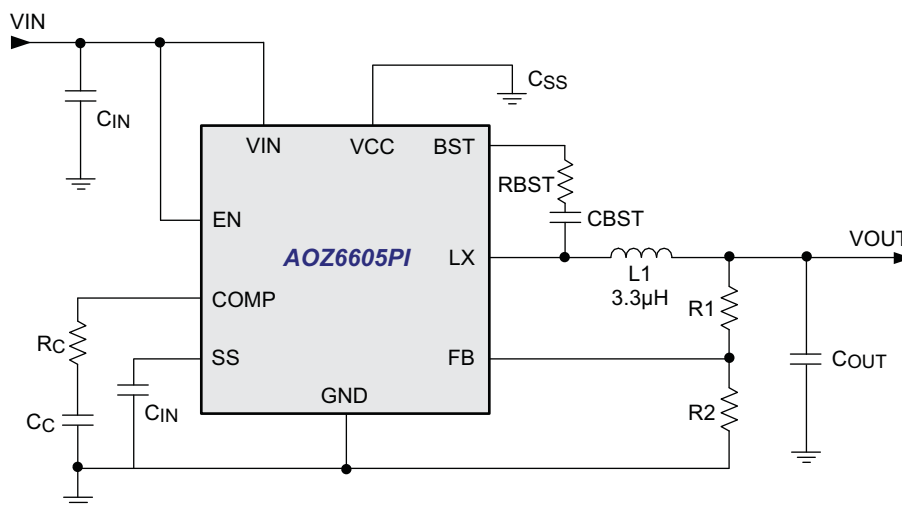 VIN
CSS
CIN
VIN
VCC
BST
RBST
CBST
EN
AOZ6605PI
LX
VOUT
L1
3.3µH
COMP
R1
RC
SS
FB
COUT
GND
CIN
R2
CC